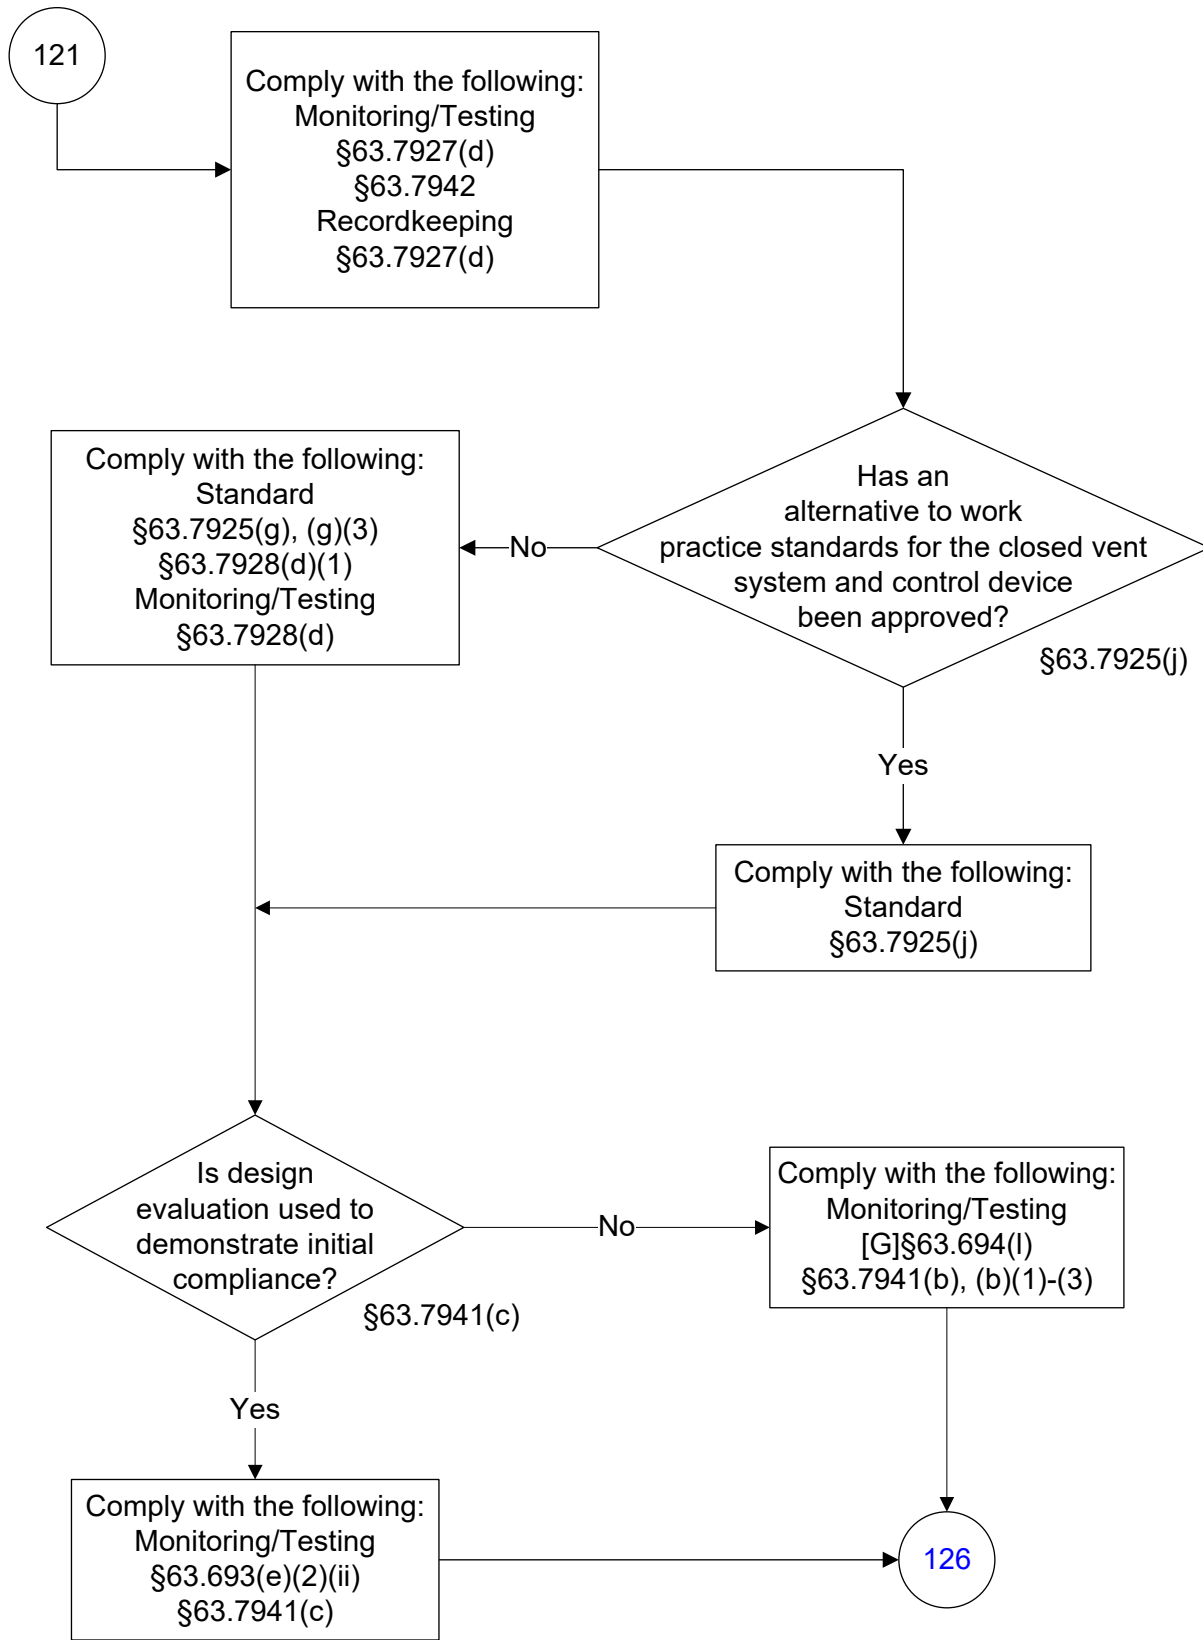 121
Comply with the following:
Monitoring/Testing
§63.7927(d)
§63.7942
Recordkeeping
§63.7927(d)
Has an
alternative to work
practice standards for the closed vent
system and control device
been approved?
§63.7925(j)
No
Comply with the following:
Standard
§63.7925(g), (g)(3)
§63.7928(d)(1)
Monitoring/Testing
§63.7928(d)
Yes
Comply with the following:
Standard
§63.7925(j)
Is design
evaluation used to
demonstrate initial
compliance?
§63.7941(c)
No
Comply with the following:
Monitoring/Testing
[G]§63.694(l)
§63.7941(b), (b)(1)-(3)
Yes
Comply with the following:
Monitoring/Testing
§63.693(e)(2)(ii)
§63.7941(c)
126